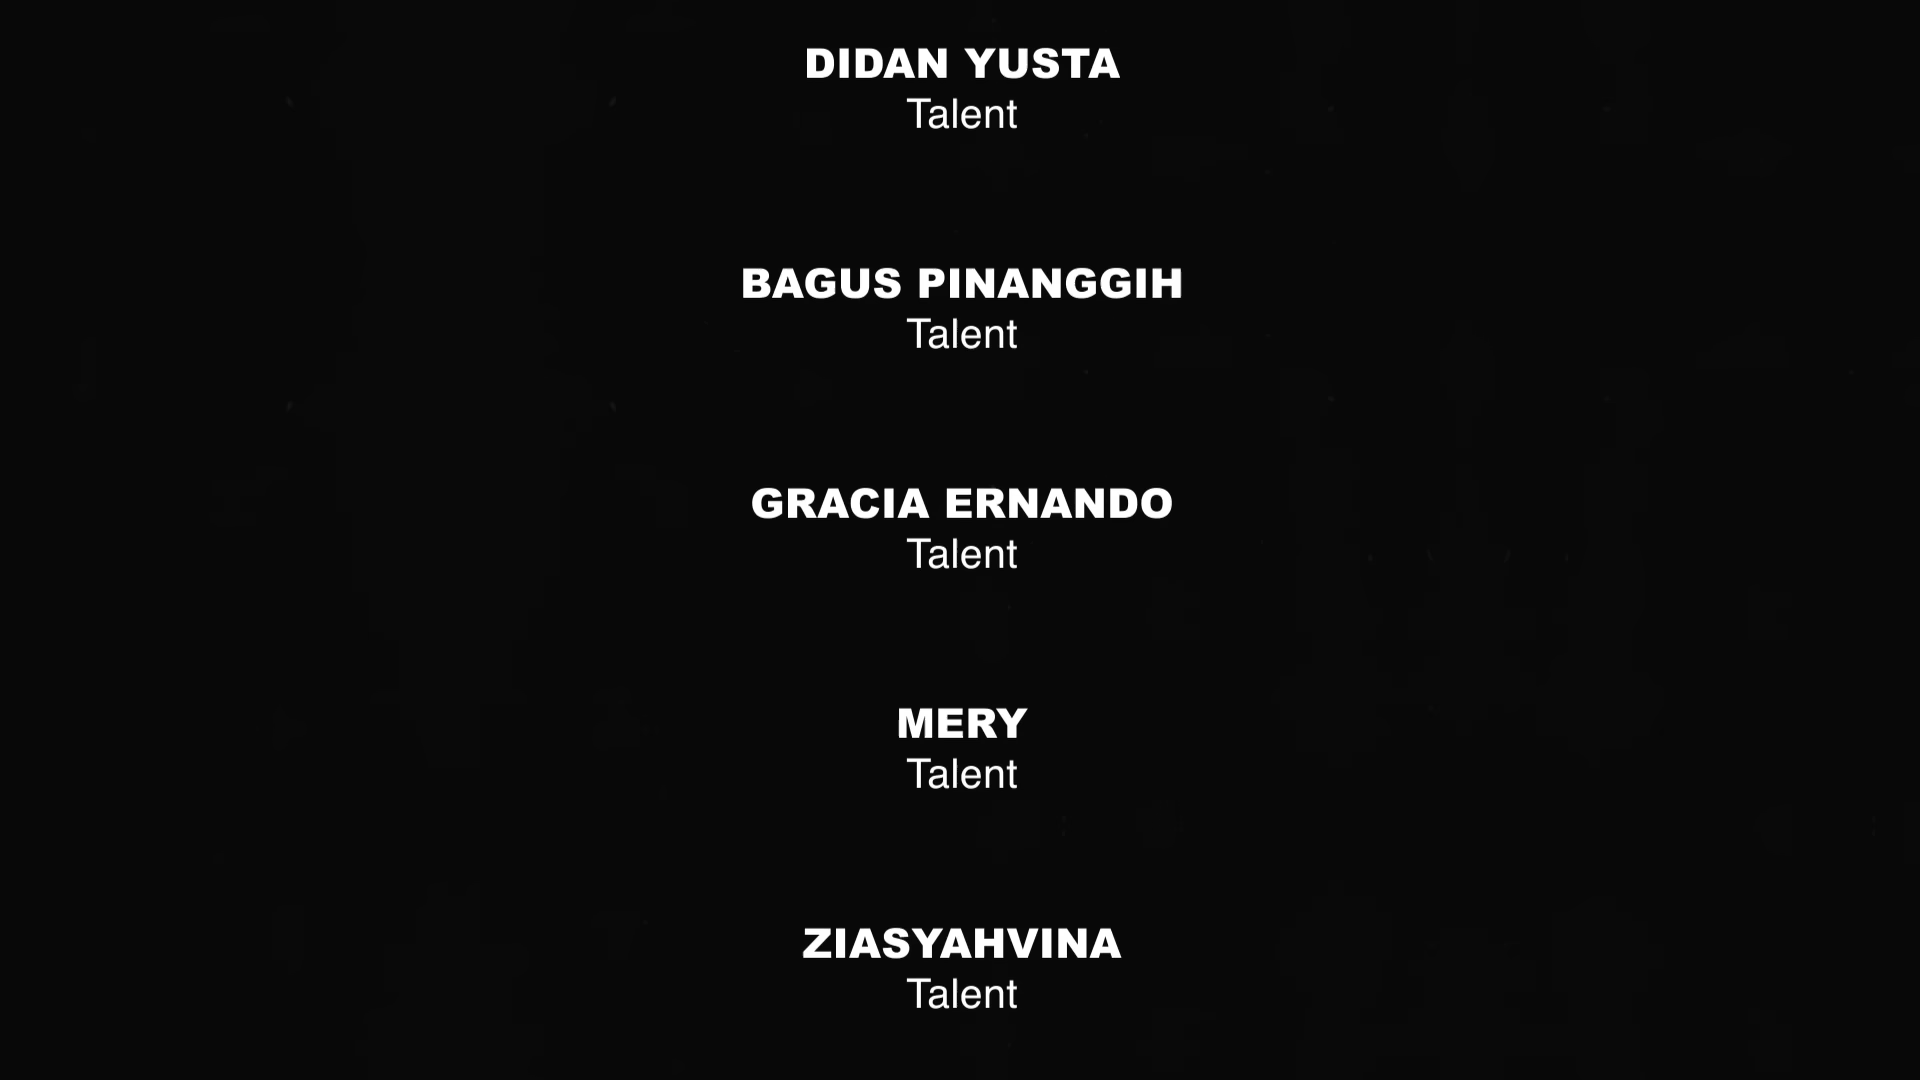 DIDAN YUSTA
Talent
BAGUS PINANGGIH
Talent
GRACIA ERNANDO
Talent
MERY
Talent
ZIASYAHVINA
Talent